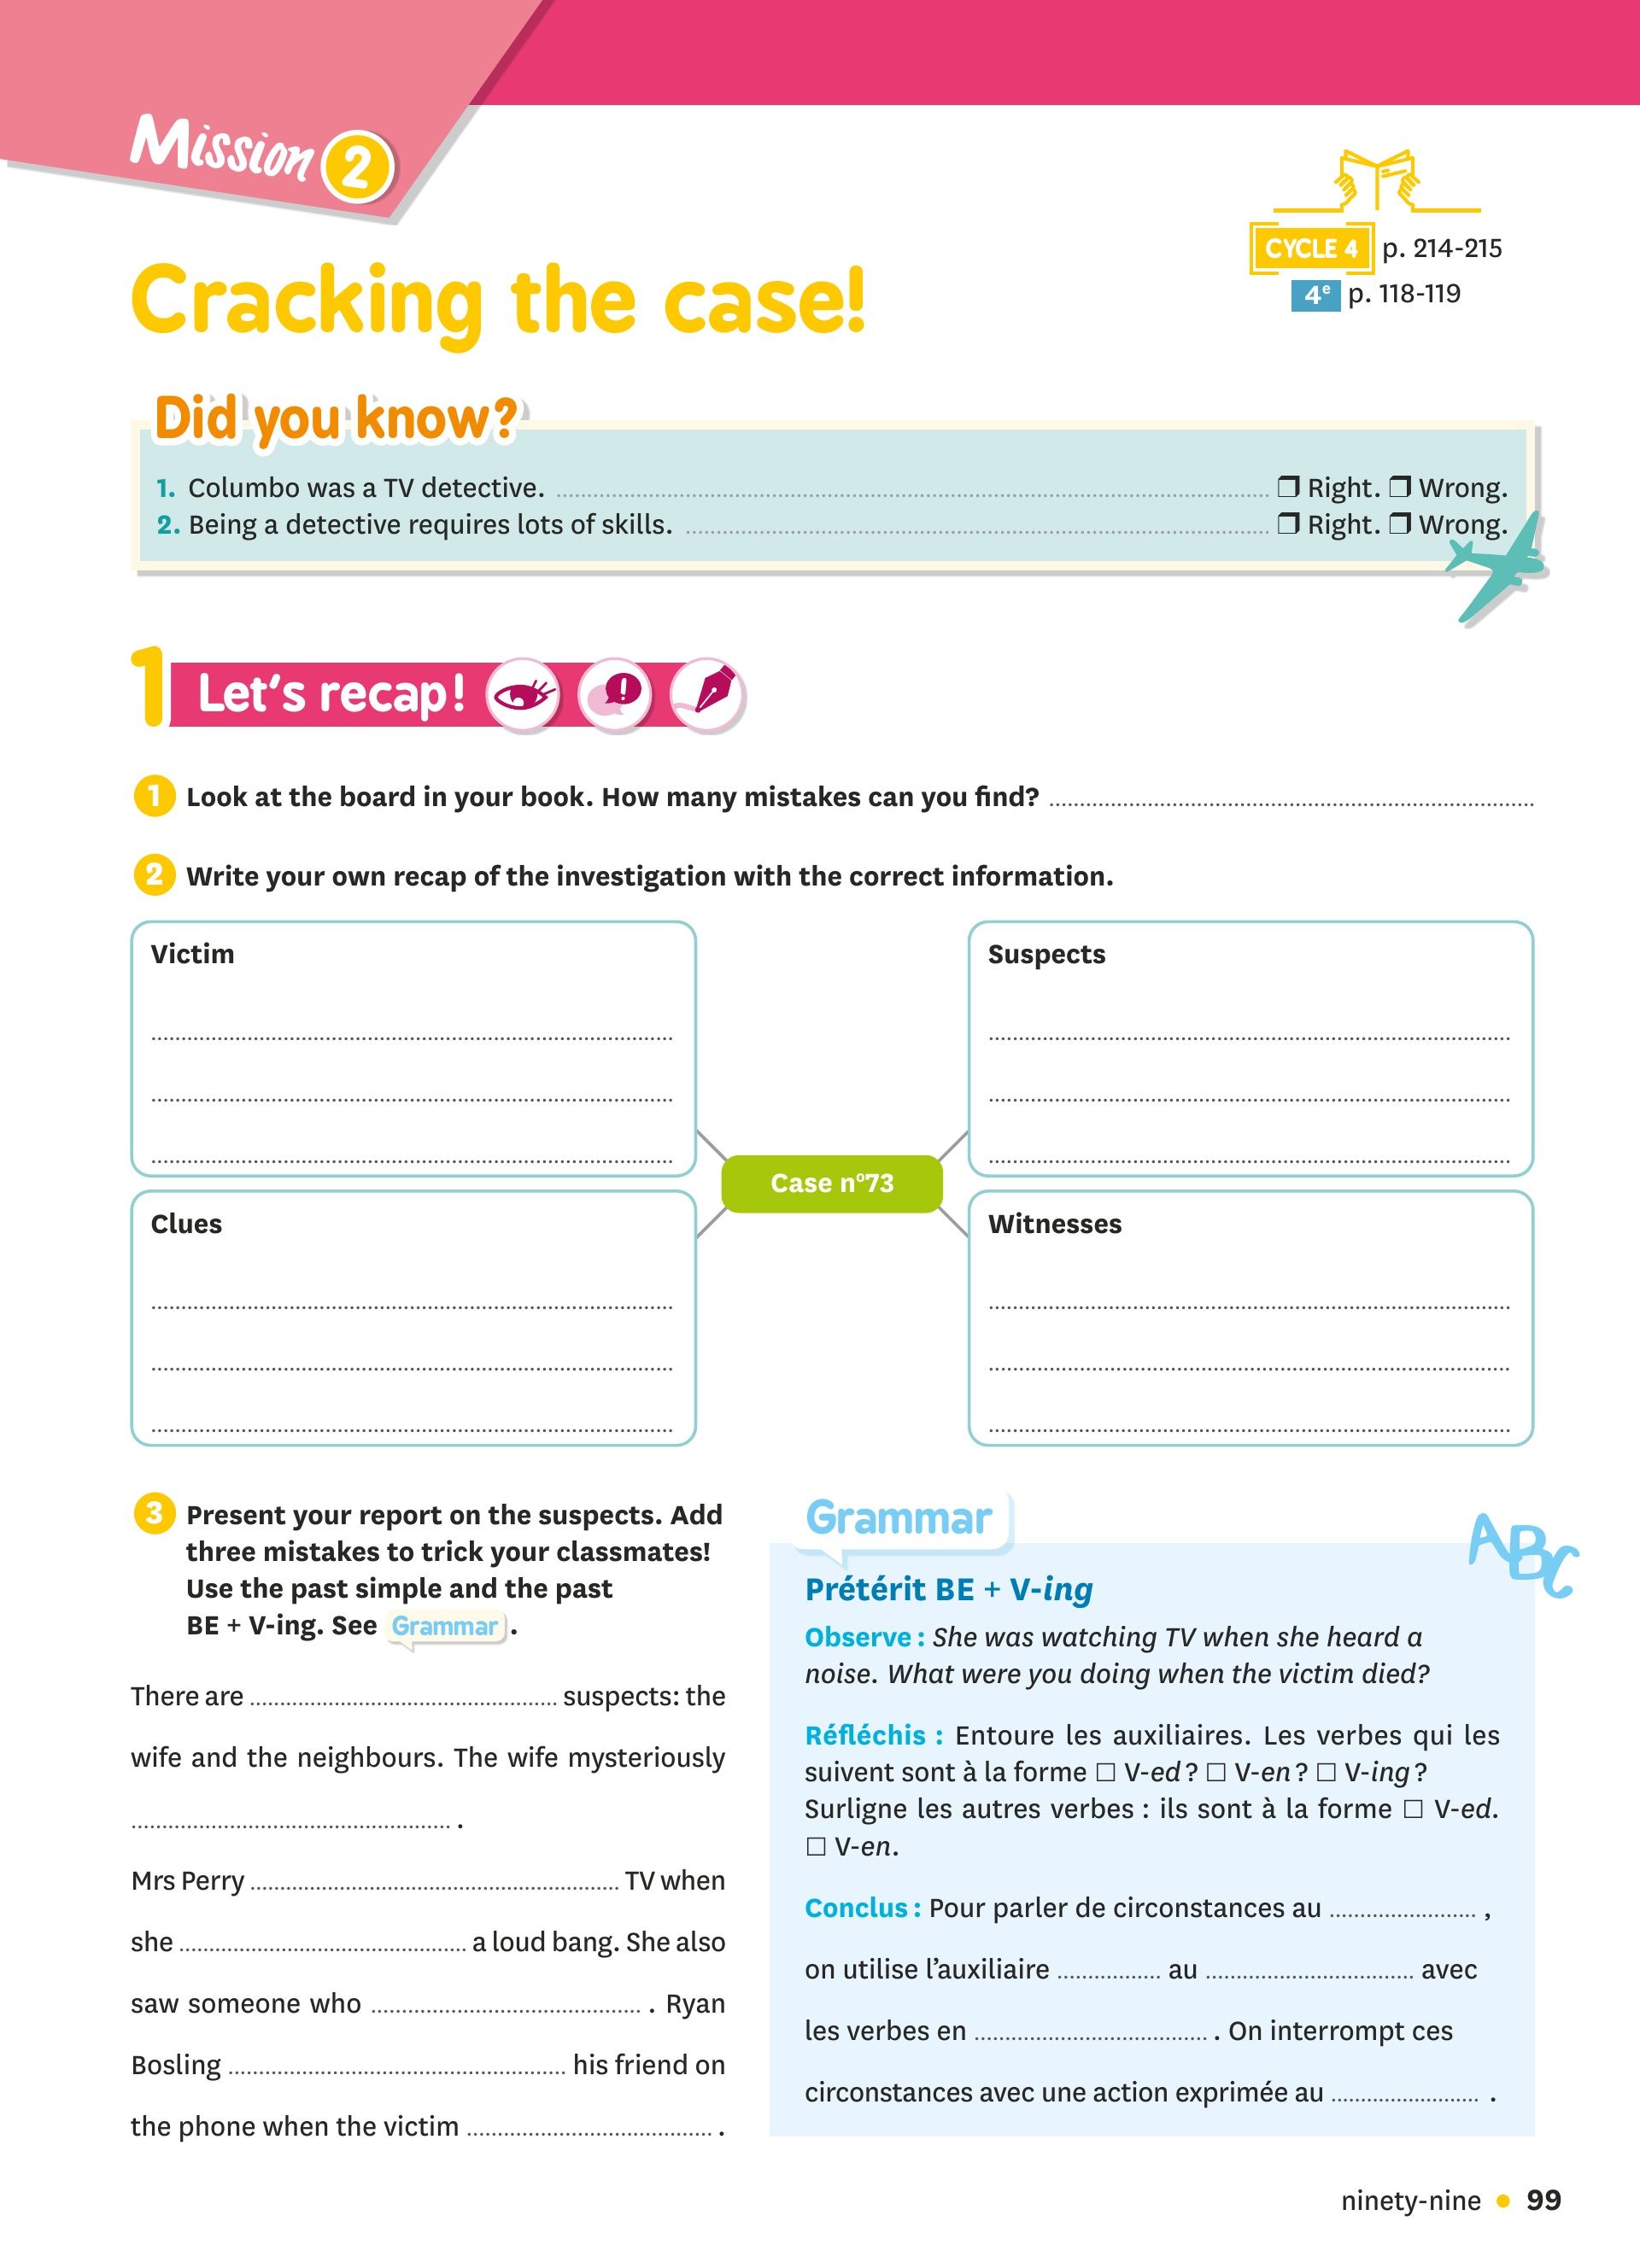 Mission 2
CYCLE 4 p. 214-215
4e p. 118-119
Cracking the case!
Did you know?
1. Columbo was a TV detective. ........ ❒ Right. ❒ Wrong.
2. Being a detective requires lots of skills. ........ ❒ Right. ❒ Wrong.
1 Let's recap!
1 Look at the board in your book. How many mistakes can you find? ........
2 Write your own recap of the investigation with the correct information.
Victim
Suspects
Case n°73
Clues
Witnesses
3 Present your report on the suspects. Add
three mistakes to trick your classmates!
Use the past simple and the past
BE + V-ing. See Grammar.
There are ........ suspects: the
wife and the neighbours. The wife mysteriously
........ .
Mrs Perry ........ TV when
she ........ a loud bang. She also
saw someone who ........ . Ryan
Bosling ........ his friend on
the phone when the victim ........ .
Grammar
ABC
Prétérit BE + V-ing
Observe : She was watching TV when she heard a
noise. What were you doing when the victim died?
Réfléchis : Entoure les auxiliaires. Les verbes qui les
suivent sont à la forme □ V-ed ? □ V-en ? □ V-ing ?
Surligne les autres verbes : ils sont à la forme □ V-ed.
□ V-en.
Conclus : Pour parler de circonstances au ........ ,
on utilise l'auxiliaire ........ au ........ avec
les verbes en ........ . On interrompt ces
circonstances avec une action exprimée au ........ .
ninety-nine • 99